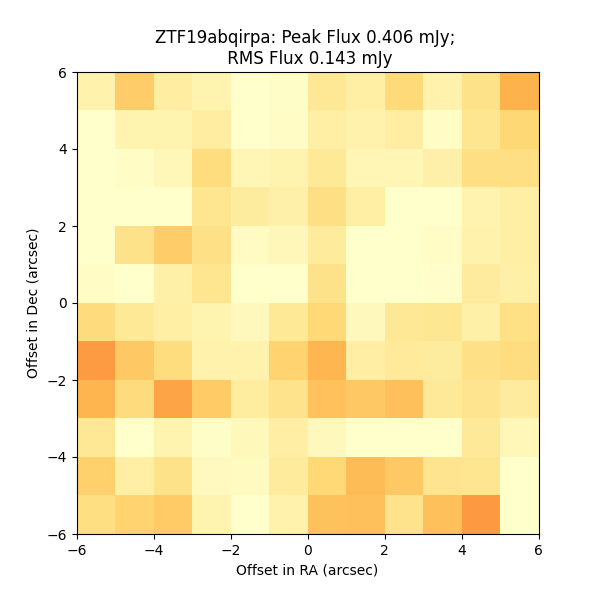 ZTF19abqirpa: Peak Flux 0.406 mJy;
RMS Flux 0.143 mJy
6
4
2
0
−2
−4
−6
Offset in Dec (arcsec)
−6 −4 −2 0 2 4 6
Offset in RA (arcsec)